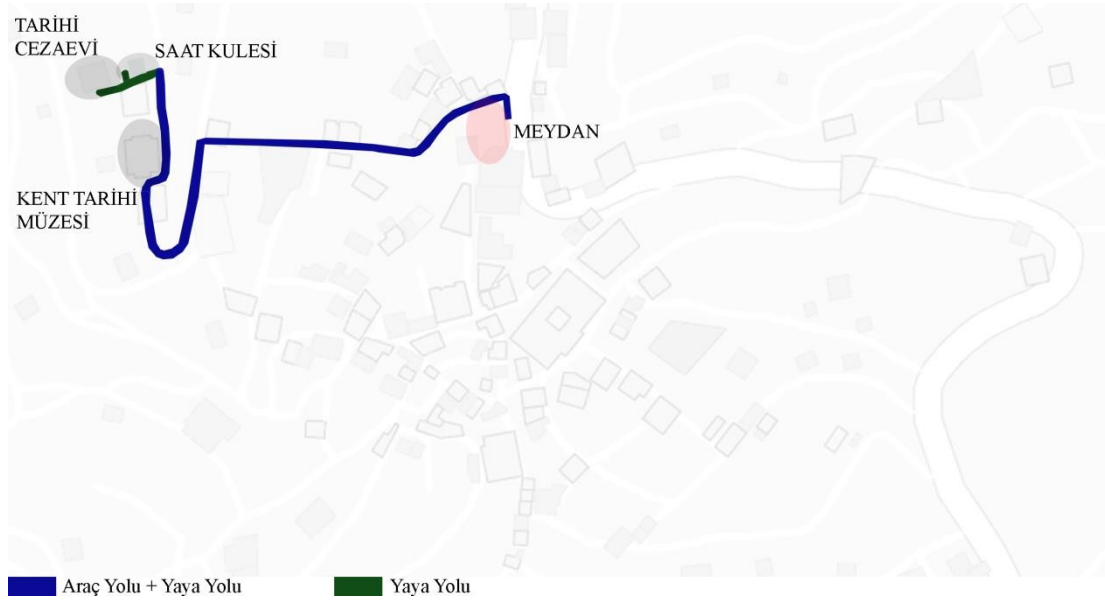 TARİHİ
CEZAEVİ
SAAT KULESİ
MEYDAN
KENT TARİHİ
MÜZESİ
Araç Yolu + Yaya Yolu
Yaya Yolu